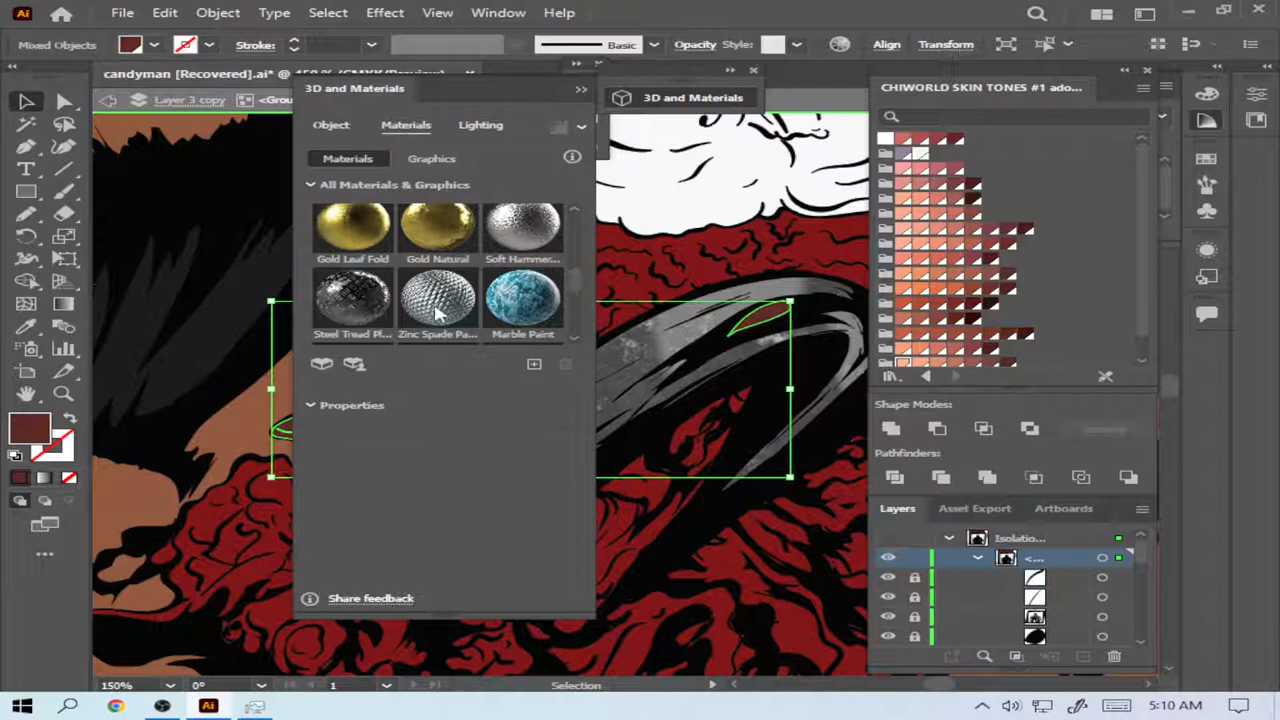 Ai File Edit Object Type Select Effect View Window Help
Mixed Objects Stroke: Basic Opacity Style: Align Transform
candyman [Recovered].ai* @
Layer 3 copy
3D and Materials
3D and Materials
CHIWORLD SKIN TONES #1 ado...
Object Materials Lighting
Materials Graphics
All Materials & Graphics
Gold Leaf Fold Gold Natural Soft Hammer...
Steel Tread Pl... Zinc Spade Pa... Marble Paint
Properties
Share feedback
Shape Modes:
Pathfinders:
Layers Asset Export Artboards
Isolatio...
<...
150% 0° 1 Selection
Ai 5:10 AM